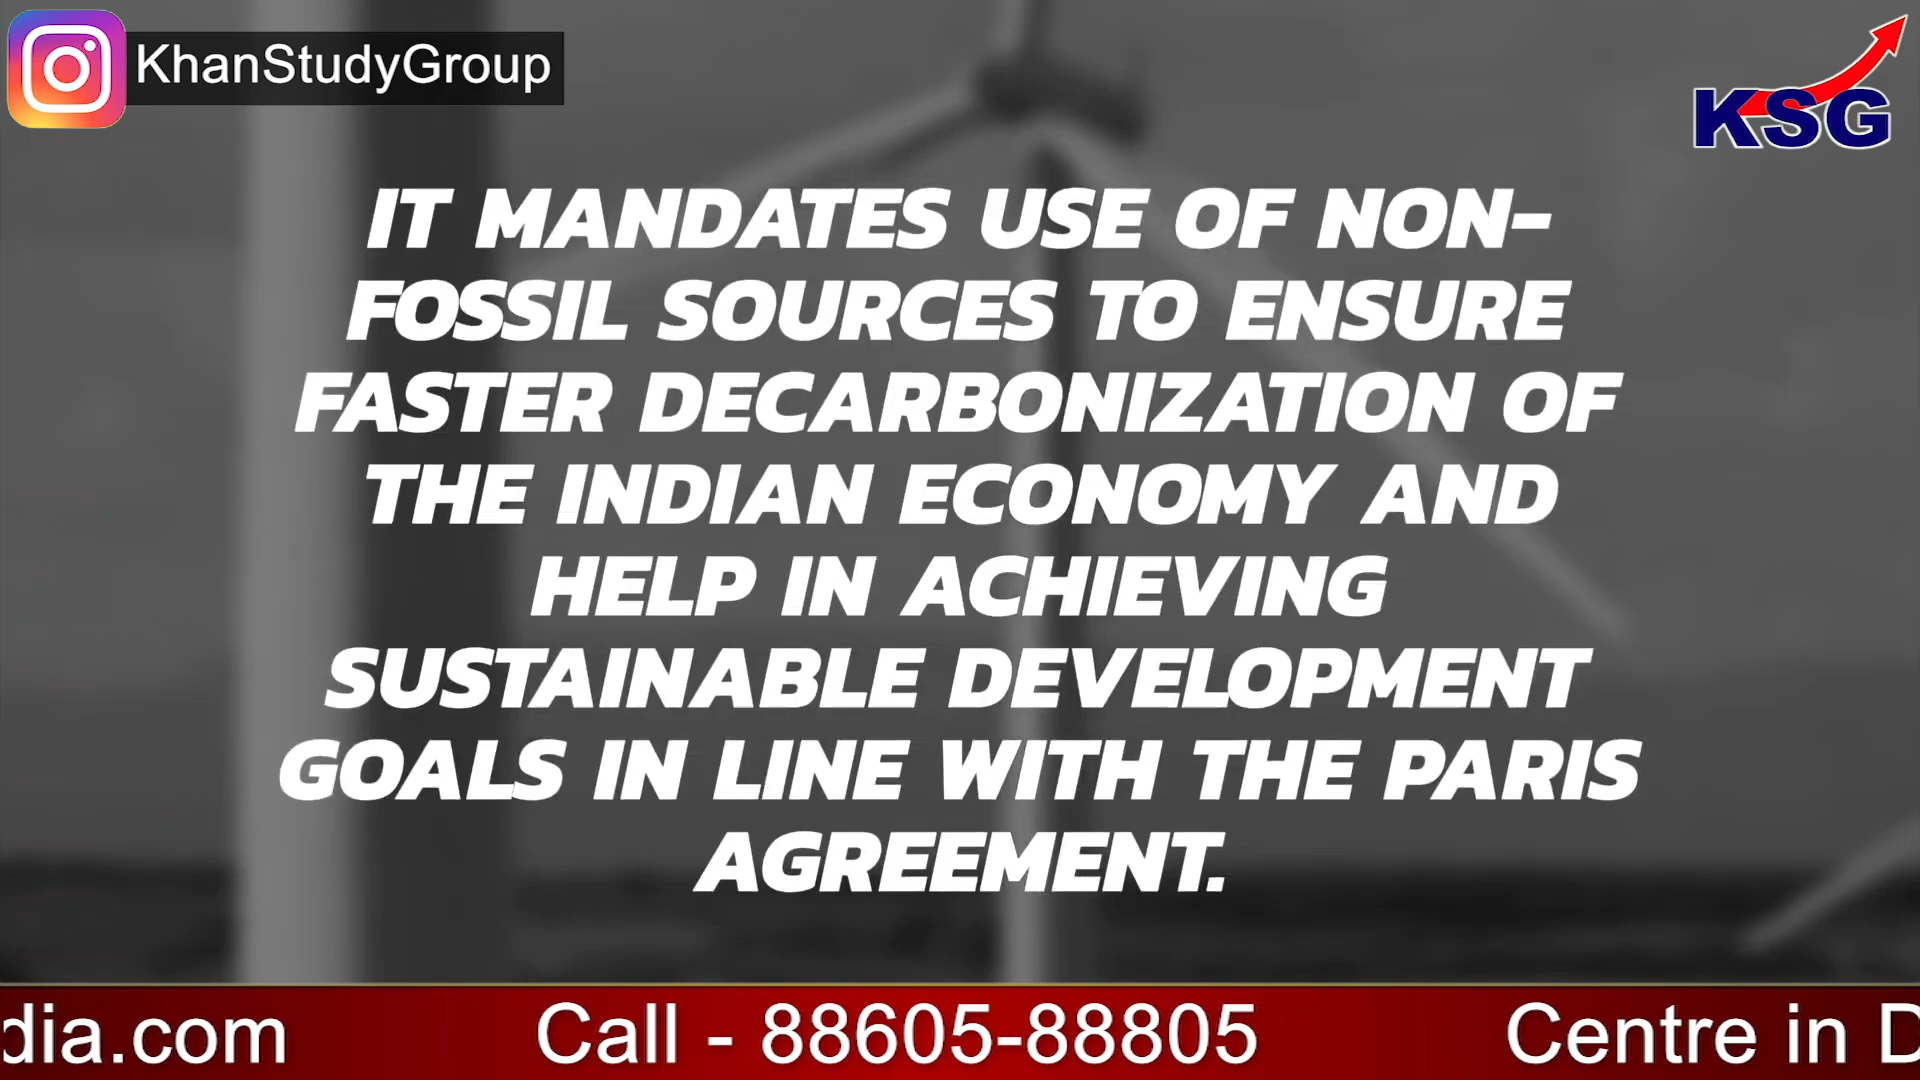 KhanStudyGroup
KSG
IT MANDATES USE OF NON-
FOSSIL SOURCES TO ENSURE
FASTER DECARBONIZATION OF
THE INDIAN ECONOMY AND
HELP IN ACHIEVING
SUSTAINABLE DEVELOPMENT
GOALS IN LINE WITH THE PARIS
AGREEMENT.
dia.com Call - 88605-88805 Centre in D